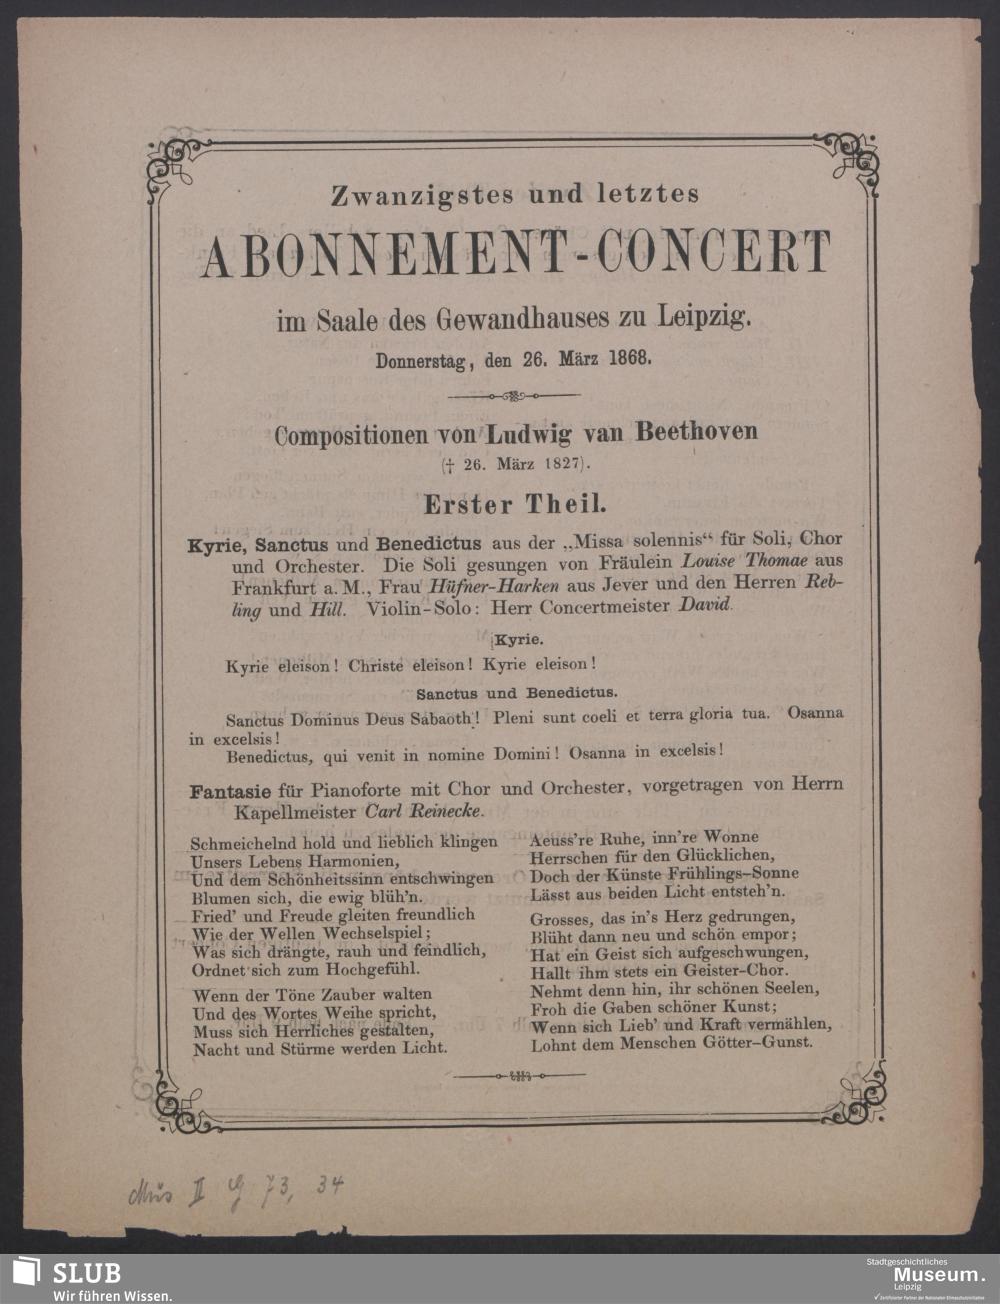 Zwanzigstes und letztes
ABONNEMENT-CONCERT
im Saale des Gewandhauses zu Leipzig.
Donnerstag, den 26. März 1868.
Compositionen von Ludwig van Beethoven
(† 26. März 1827).
Erster Theil.
Kyrie, Sanctus und Benedictus aus der „Missa solennis“ für Soli, Chor
und Orchester. Die Soli gesungen von Fräulein Louise Thomae aus
Frankfurt a. M., Frau Hüfner-Harken aus Jever und den Herren Reb-
ling und Hill. Violin-Solo: Herr Concertmeister David.
Kyrie.
Kyrie eleison! Christe eleison! Kyrie eleison!
Sanctus und Benedictus.
Sanctus Dominus Deus Sabaoth! Pleni sunt coeli et terra gloria tua. Osanna
in excelsis!
Benedictus, qui venit in nomine Domini! Osanna in excelsis!
Fantasie für Pianoforte mit Chor und Orchester, vorgetragen von Herrn
Kapellmeister Carl Reinecke.
Schmeichelnd hold und lieblich klingen
Unsers Lebens Harmonien,
Und dem Schönheitssinn entschwingen
Blumen sich, die ewig blüh'n.
Fried' und Freude gleiten freundlich
Wie der Wellen Wechselspiel;
Was sich drängte, rauh und feindlich,
Ordnet sich zum Hochgefühl.
Wenn der Töne Zauber walten
Und des Wortes Weihe spricht,
Muss sich Herrliches gestalten,
Nacht und Stürme werden Licht.
Aeuss're Ruhe, inn're Wonne
Herrschen für den Glücklichen,
Doch der Künste Frühlings-Sonne
Lässt aus beiden Licht entsteh'n.
Grosses, das in's Herz gedrungen,
Blüht dann neu und schön empor;
Hat ein Geist sich aufgeschwungen,
Hallt ihm stets ein Geister-Chor.
Nehmt denn hin, ihr schönen Seelen,
Froh die Gaben schöner Kunst;
Wenn sich Lieb' und Kraft vermählen,
Lohnt dem Menschen Götter-Gunst.
Mus II G 73, 34
SLUB
Wir führen Wissen.
Stadtgeschichtliches
Museum.
Leipzig
Zertifizierter Partner der Nationalen Klimaschutzinitiative